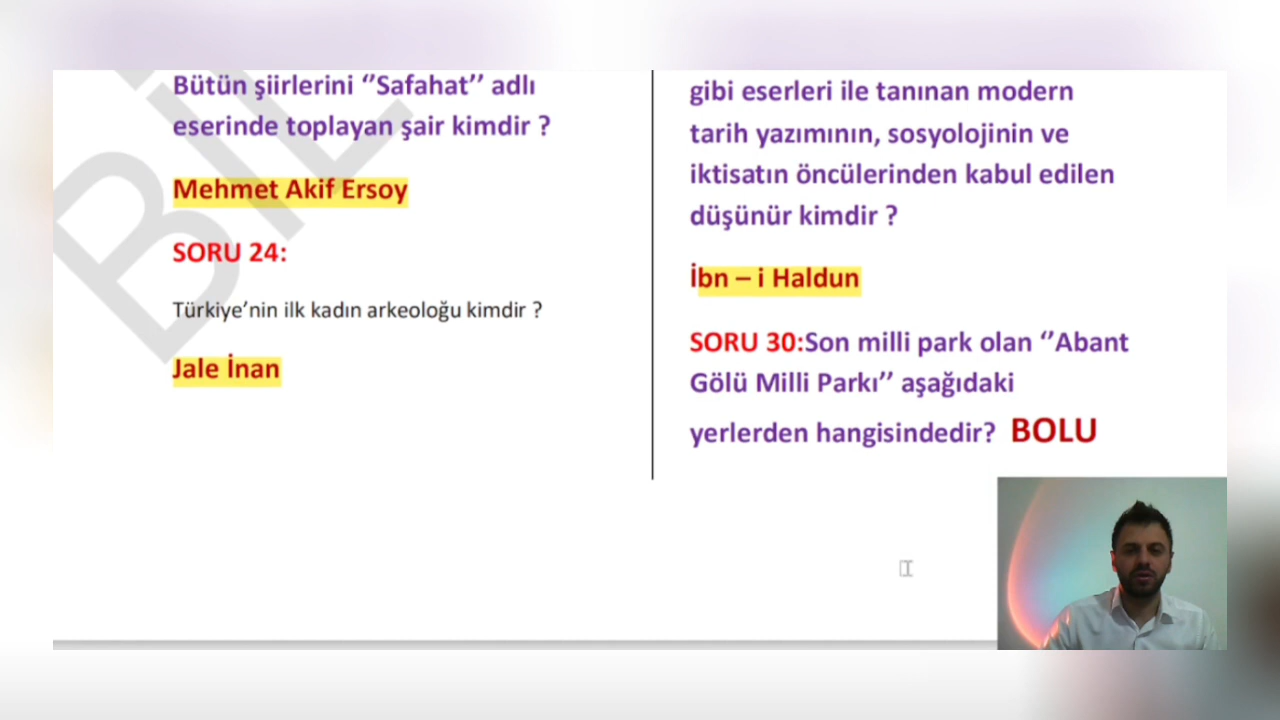 Bütün şiirlerini ‘’Safahat’’ adlı
eserinde toplayan şair kimdir ?
Mehmet Akif Ersoy
SORU 24:
Türkiye’nin ilk kadın arkeoloğu kimdir ?
Jale İnan
gibi eserleri ile tanınan modern
tarih yazımının, sosyolojinin ve
iktisatın öncülerinden kabul edilen
düşünür kimdir ?
İbn – i Haldun
SORU 30:Son milli park olan ‘’Abant
Gölü Milli Parkı’’ aşağıdaki
yerlerden hangisindedir? BOLU